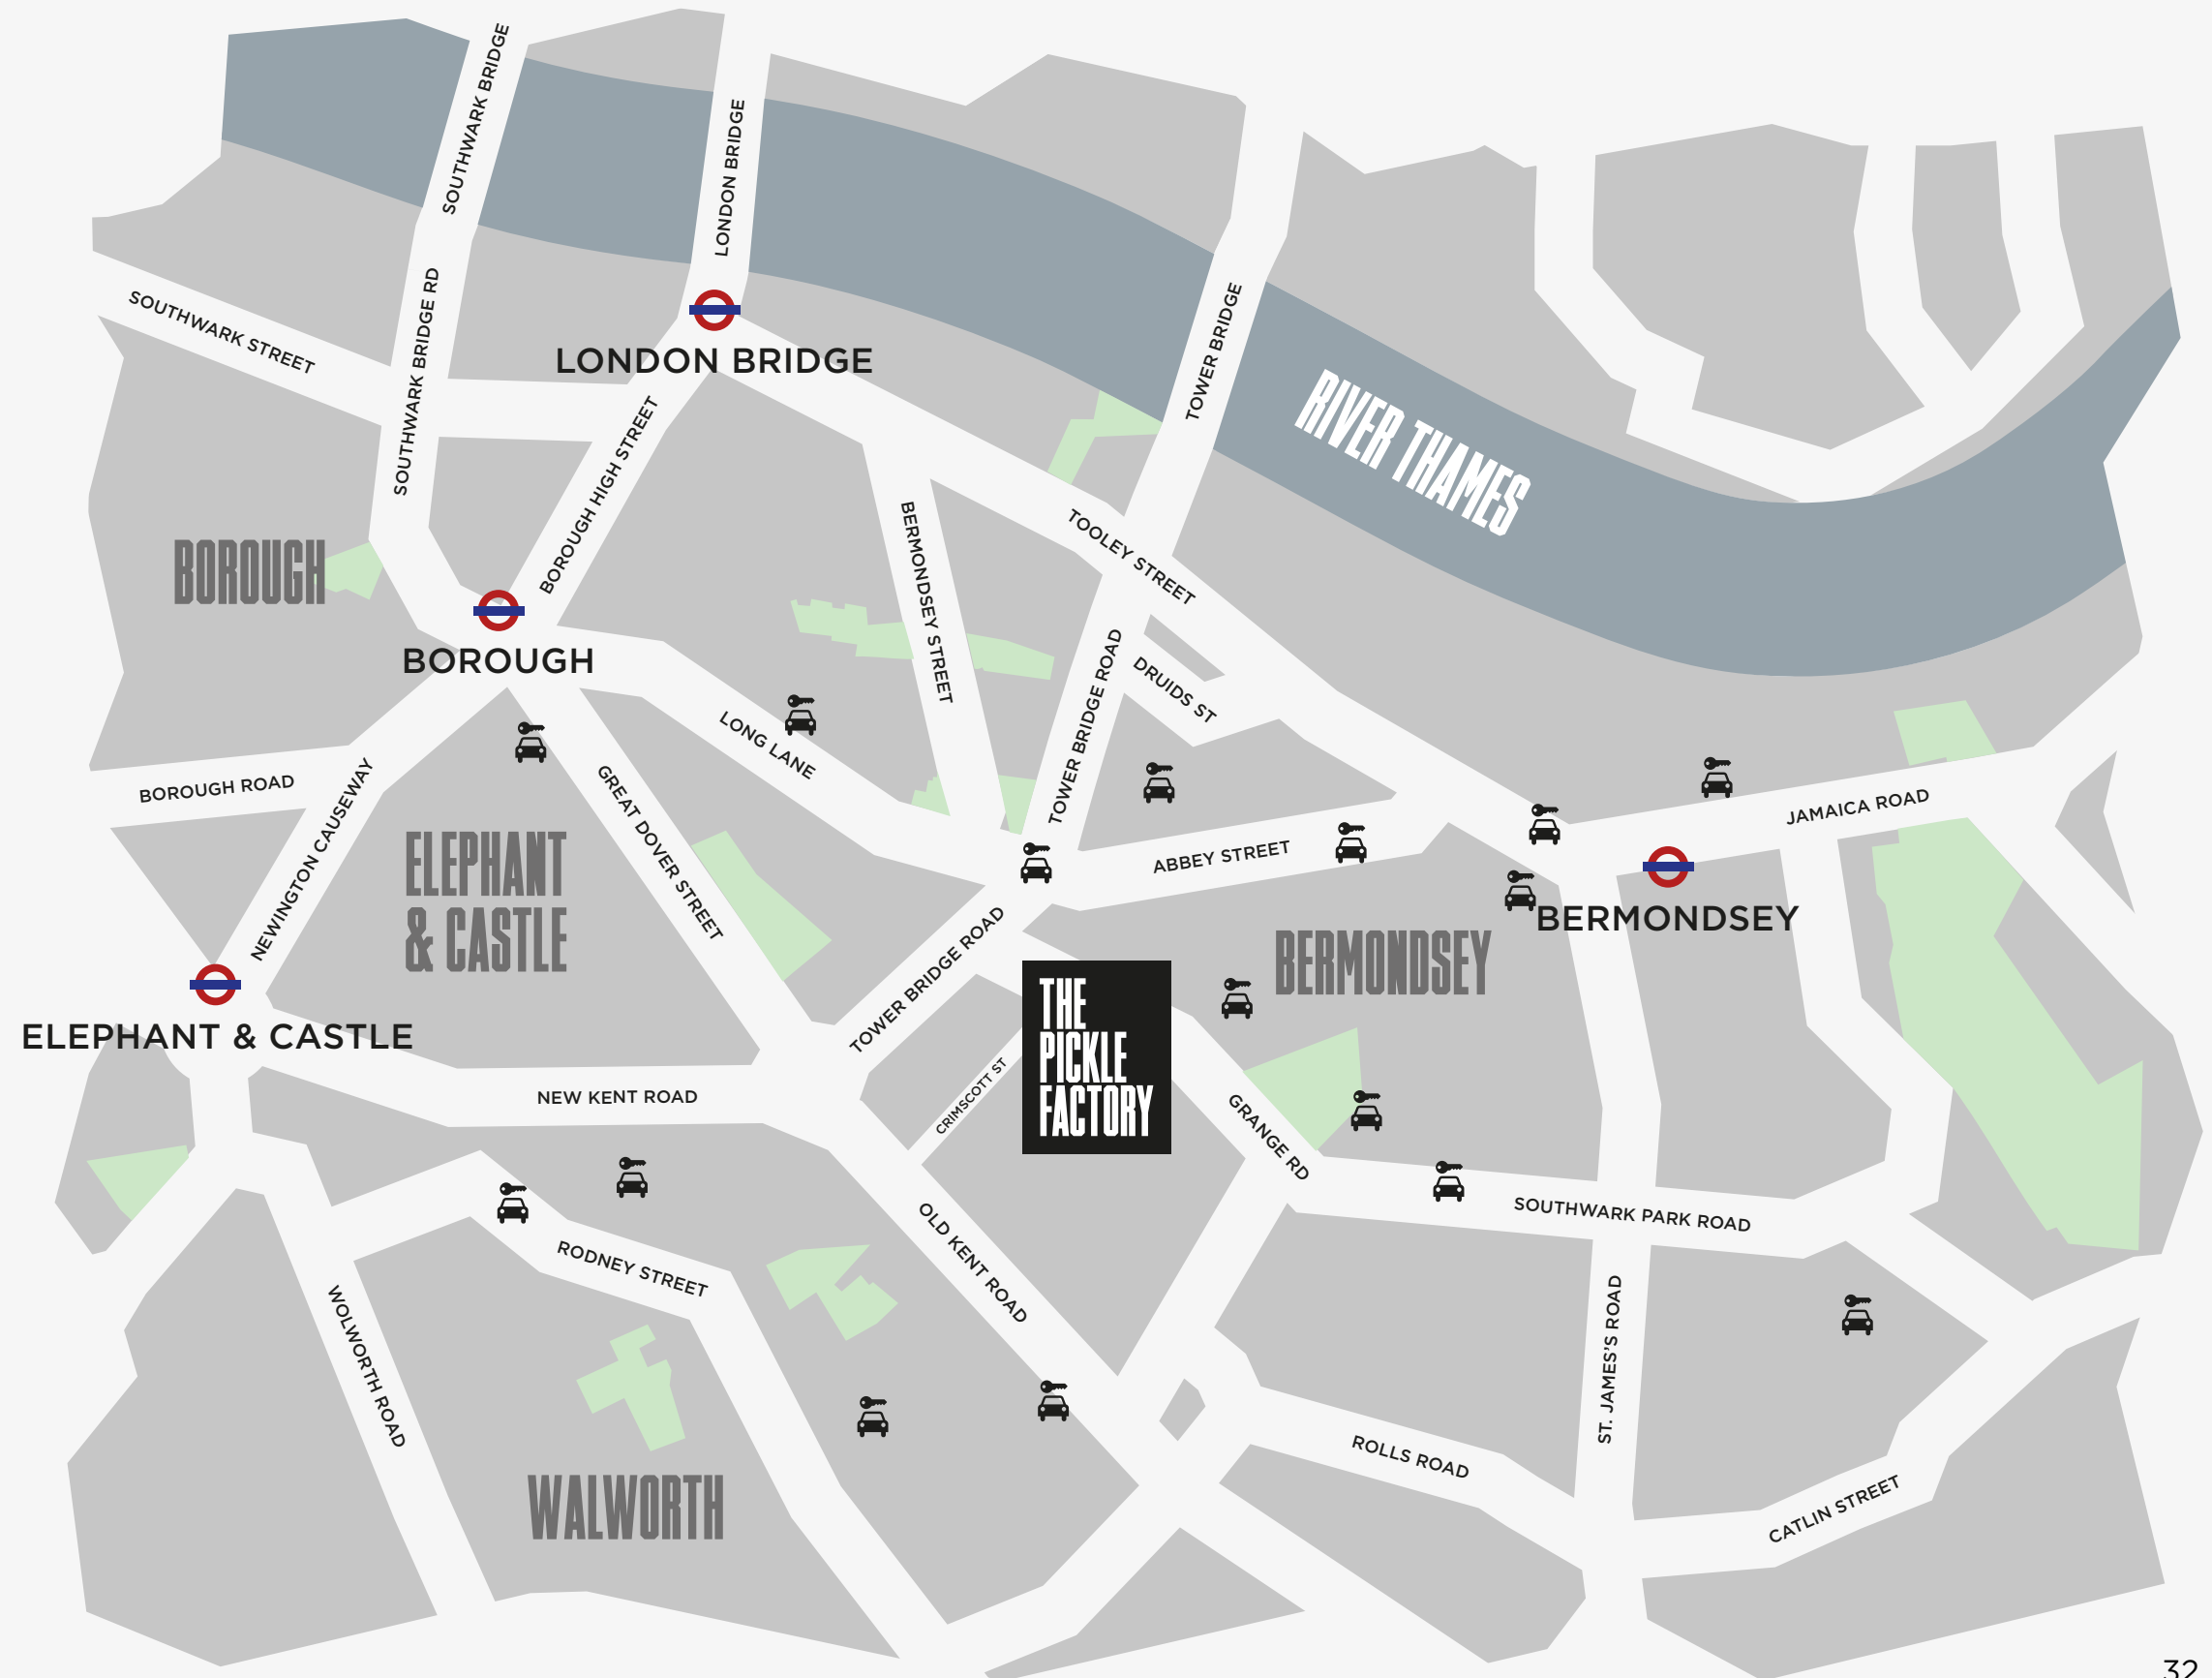 SOUTHWARK BRIDGE
LONDON BRIDGE
SOUTHWARK STREET
SOUTHWARK BRIDGE RD
LONDON BRIDGE
TOWER BRIDGE
RIVER THAMES
BOROUGH HIGH STREET
BERMONDSEY STREET
TOOLEY STREET
BOROUGH
BOROUGH
DRUIDS ST
TOWER BRIDGE ROAD
LONG LANE
BOROUGH ROAD
NEWINGTON CAUSEWAY
GREAT DOVER STREET
ELEPHANT
& CASTLE
ABBEY STREET
JAMAICA ROAD
BERMONDSEY
BERMONDSEY
TOWER BRIDGE ROAD
ELEPHANT & CASTLE
THE
PICKLE
FACTORY
NEW KENT ROAD
CRIMSCOTT ST
GRANGE RD
SOUTHWARK PARK ROAD
OLD KENT ROAD
RODNEY STREET
WOLWORTH ROAD
ST. JAMES'S ROAD
ROLLS ROAD
CATLIN STREET
WALWORTH
32